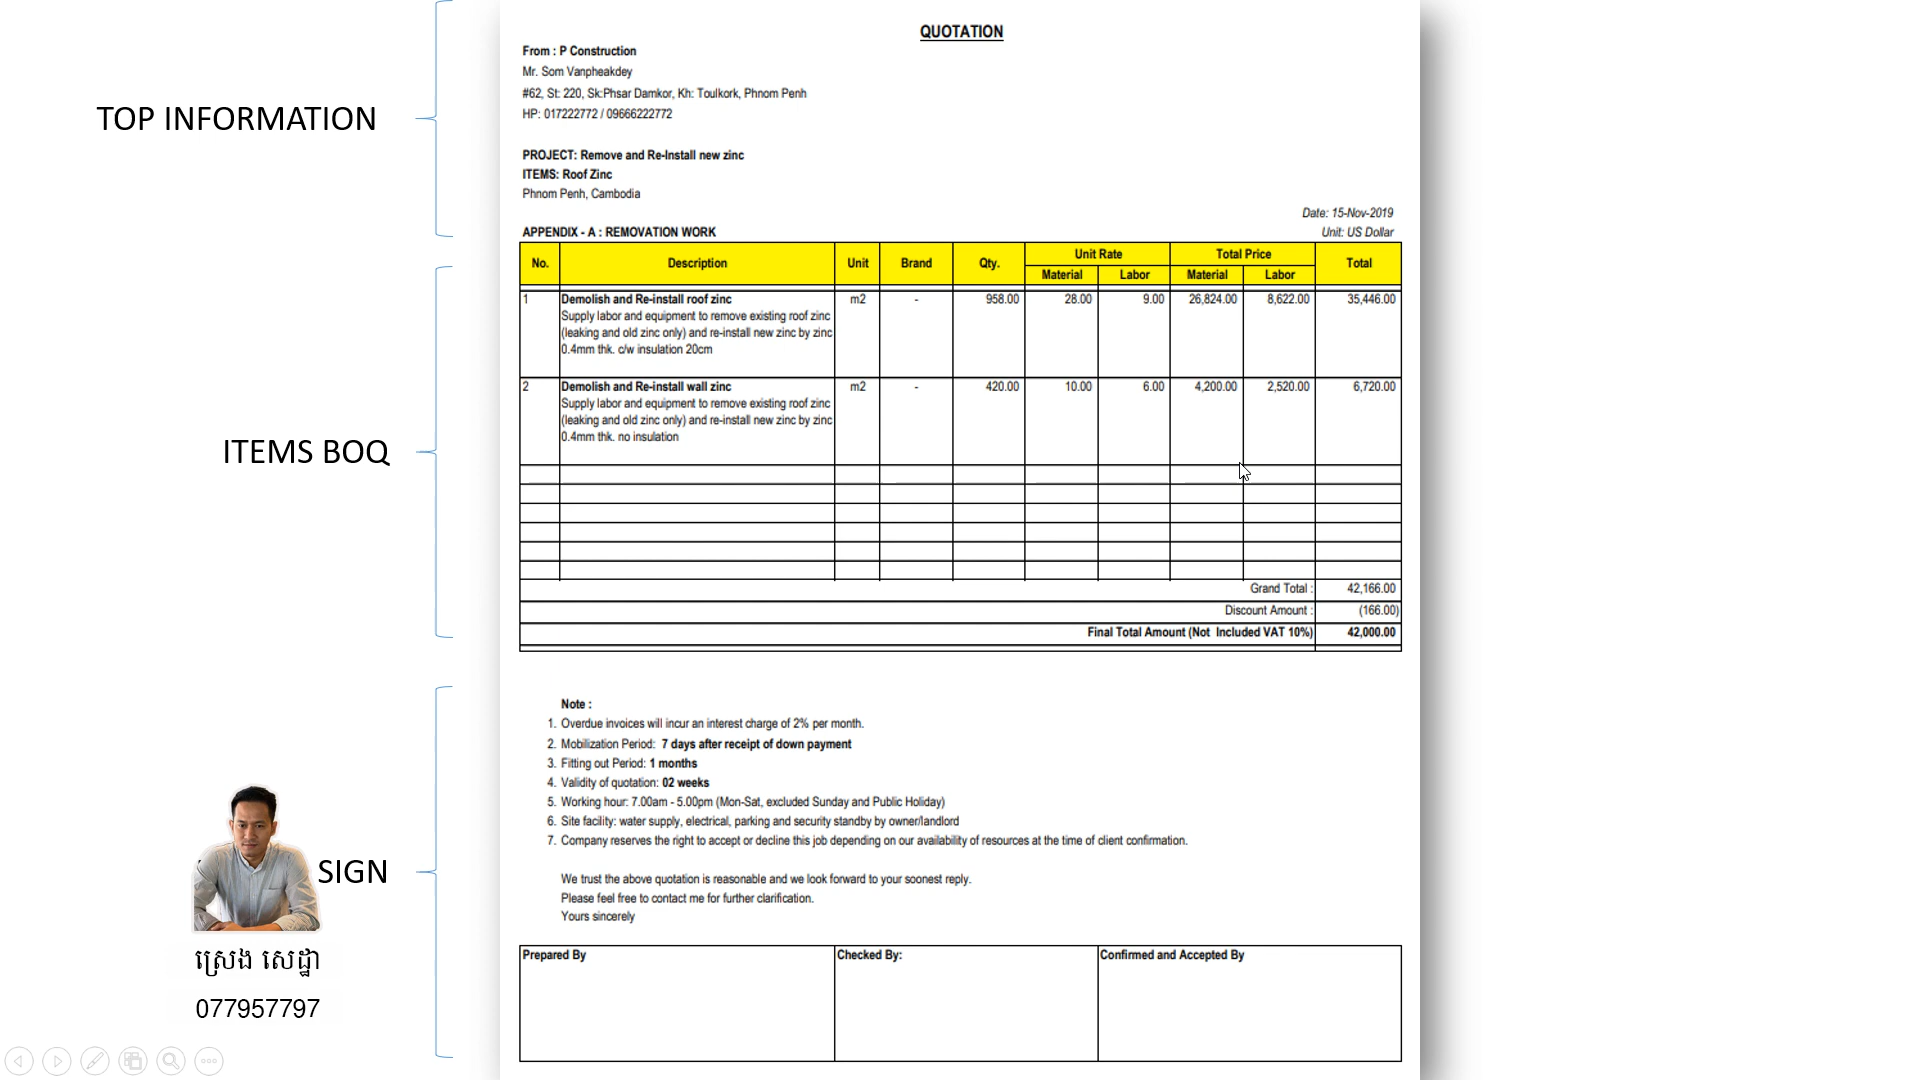 QUOTATION
From : P Construction
Mr. Som Vanpheakdey
#62, St: 220, Sk:Phsar Damkor, Kh: Toulkork, Phnom Penh
HP: 017222772 / 09666222772
TOP INFORMATION
PROJECT: Remove and Re-Install new zinc
ITEMS: Roof Zinc
Phnom Penh, Cambodia
Date: 15-Nov-2019
APPENDIX - A : REMOVATION WORK Unit: US Dollar
No. Description Unit Brand Qty. Unit Rate Total Price Total
Material Labor Material Labor
1 Demolish and Re-install roof zinc m2 - 958.00 28.00 9.00 26,824.00 8,622.00 35,446.00
Supply labor and equipment to remove existing roof zinc
(leaking and old zinc only) and re-install new zinc by zinc
0.4mm thk. c/w insulation 20cm
2 Demolish and Re-install wall zinc m2 - 420.00 10.00 6.00 4,200.00 2,520.00 6,720.00
Supply labor and equipment to remove existing roof zinc
(leaking and old zinc only) and re-install new zinc by zinc
0.4mm thk. no insulation
ITEMS BOQ
Grand Total : 42,166.00
Discount Amount : (166.00)
Final Total Amount (Not Included VAT 10%) 42,000.00
Note :
1. Overdue invoices will incur an interest charge of 2% per month.
2. Mobilization Period: 7 days after receipt of down payment
3. Fitting out Period: 1 months
4. Validity of quotation: 02 weeks
5. Working hour: 7.00am - 5.00pm (Mon-Sat, excluded Sunday and Public Holiday)
6. Site facility: water supply, electrical, parking and security standby by owner/landlord
7. Company reserves the right to accept or decline this job depending on our availability of resources at the time of client confirmation.
SIGN
We trust the above quotation is reasonable and we look forward to your soonest reply.
Please feel free to contact me for further clarification.
Yours sincerely
Prepared By Checked By: Confirmed and Accepted By
ស្រេង សេដ្ឋា
077957797